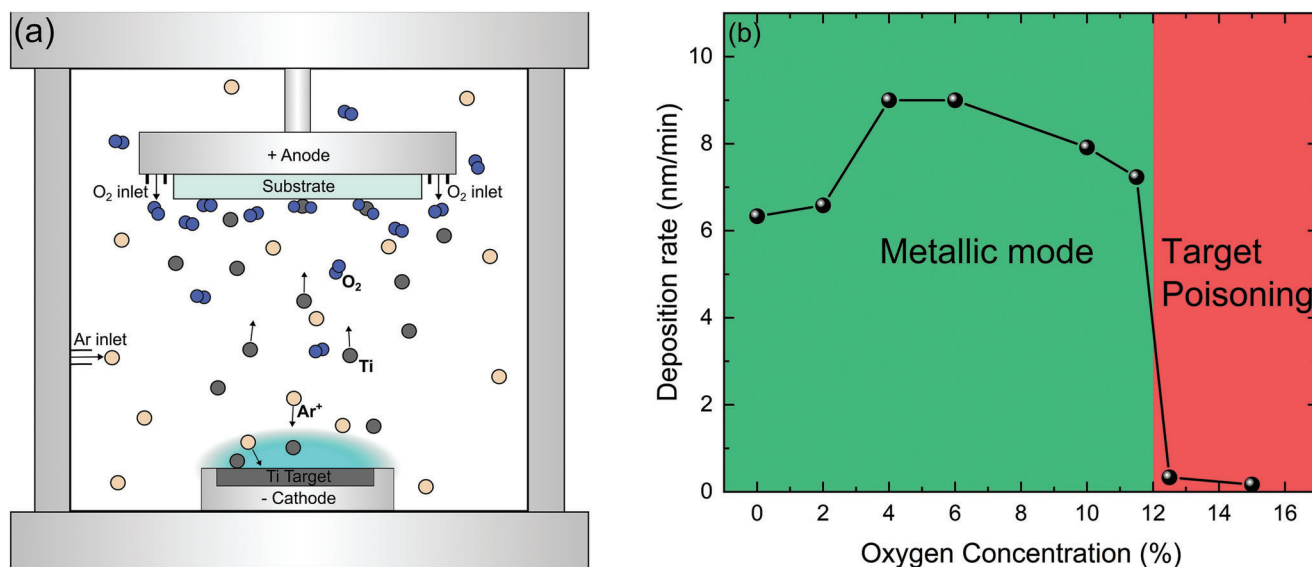 (a)
+ Anode
Substrate
O₂ inlet
O₂ inlet
O₂
Ar inlet
Ti
Ar⁺
Ti Target
- Cathode
(b)
Deposition rate (nm/min)
10
8
6
4
2
0
Metallic mode
Target
Poisoning
0 2 4 6 8 10 12 14 16
Oxygen Concentration (%)